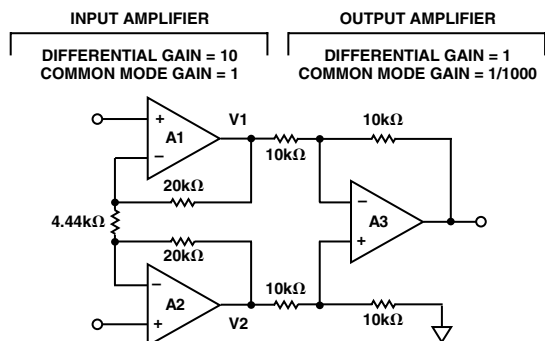 INPUT AMPLIFIER
OUTPUT AMPLIFIER
DIFFERENTIAL GAIN = 10
COMMON MODE GAIN = 1
DIFFERENTIAL GAIN = 1
COMMON MODE GAIN = 1/1000
+
A1
−
V1
10kΩ
10kΩ
20kΩ
4.44kΩ
20kΩ
−
A3
+
−
A2
+
V2
10kΩ
10kΩ